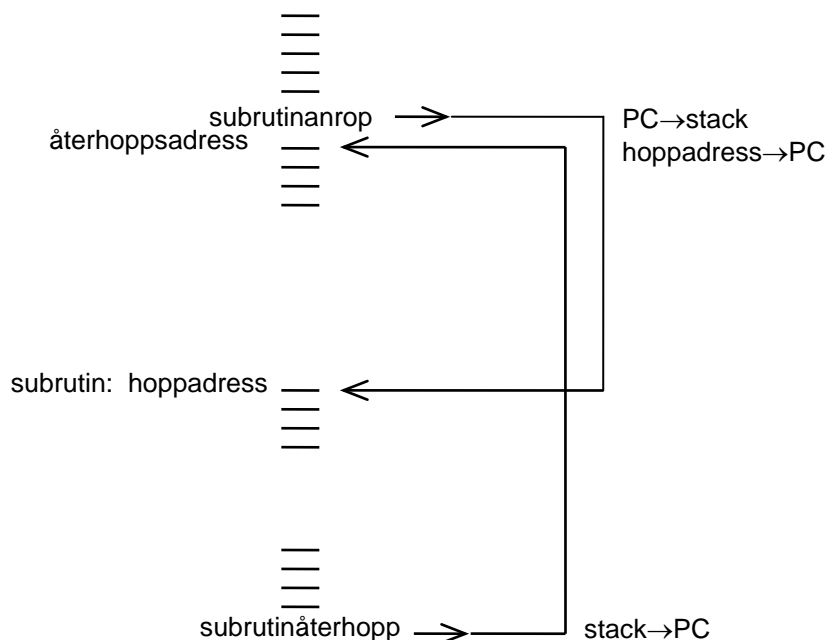 subrutinanrop
återhoppsadress
PC→stack
hoppadress→PC
subrutin: hoppadress
subrutinåterhopp
stack→PC